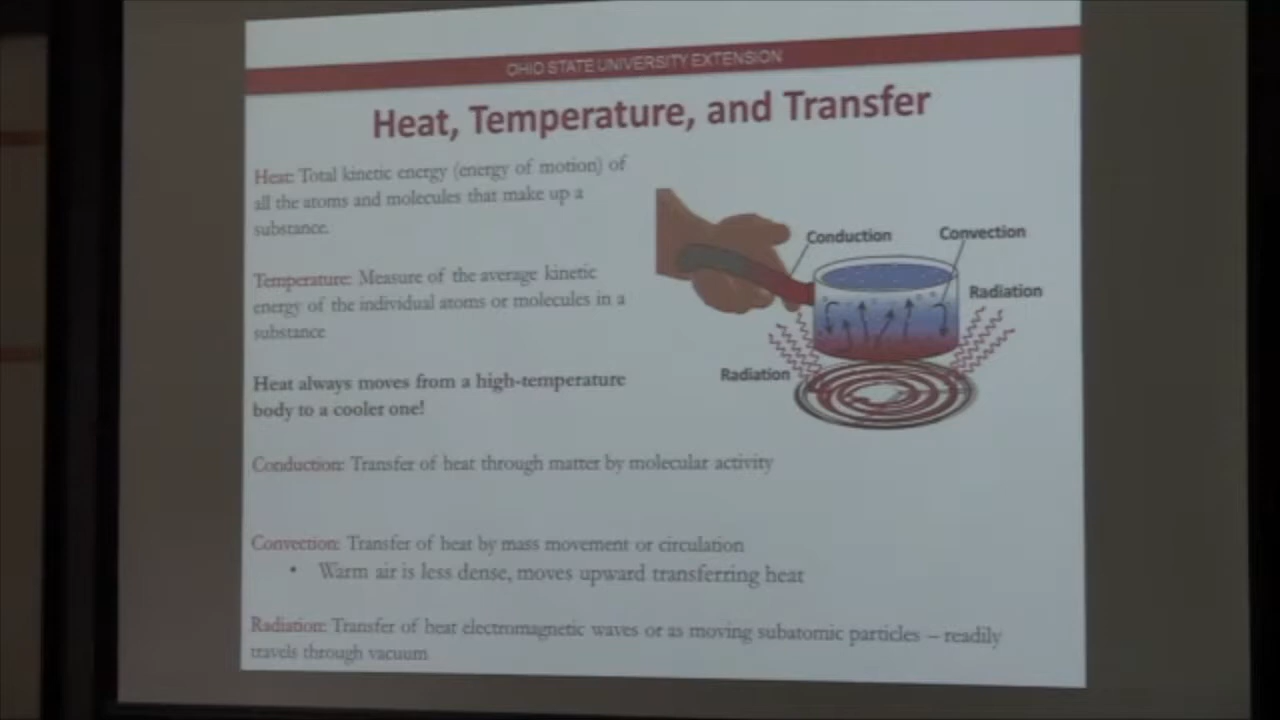 OHIO STATE UNIVERSITY EXTENSION
Heat, Temperature, and Transfer
Heat: Total kinetic energy (energy of motion) of
all the atoms and molecules that make up a
substance.
Temperature: Measure of the average kinetic
energy of the individual atoms or molecules in a
substance
Heat always moves from a high-temperature
body to a cooler one!
Conduction
Convection
Radiation
Radiation
Conduction: Transfer of heat through matter by molecular activity
Convection: Transfer of heat by mass movement or circulation
• Warm air is less dense, moves upward transferring heat
Radiation: Transfer of heat electromagnetic waves or as moving subatomic particles – readily
travels through vacuum